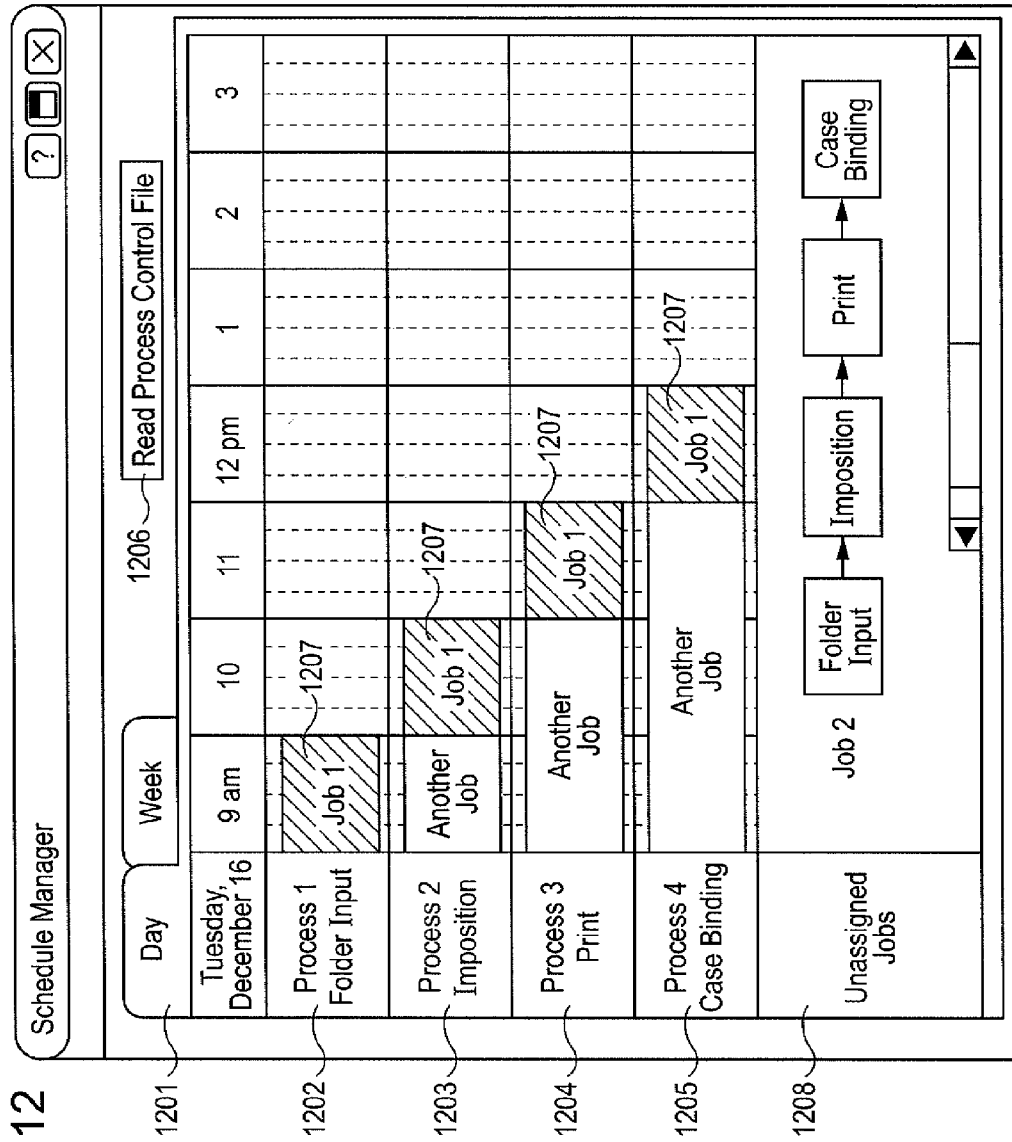 12
Schedule Manager
?
Day
Week
1206
Read Process Control File
1201
Tuesday,
December 16
9 am
10
11
12 pm
1
2
3
1202
Process 1
Folder Input
Job 1
1207
1203
Process 2
Imposition
Another
Job
Job 1
1207
1204
Process 3
Print
Another
Job
Job 1
1207
1205
Process 4
Case Binding
Another
Job
Job 1
1207
1208
Unassigned
Jobs
Job 2
Folder
Input
Imposition
Print
Case
Binding